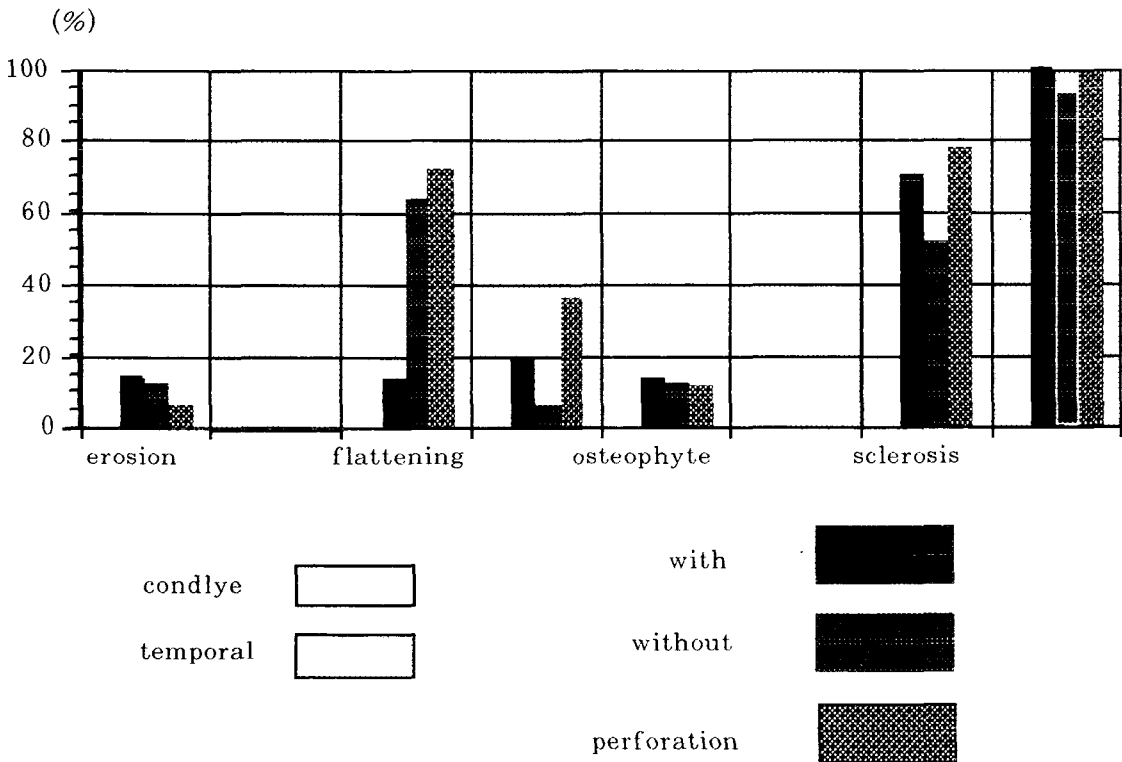 (%)
100
80
60
40
20
0
erosion flattening osteophyte sclerosis
condlye
temporal
with
without
perforation